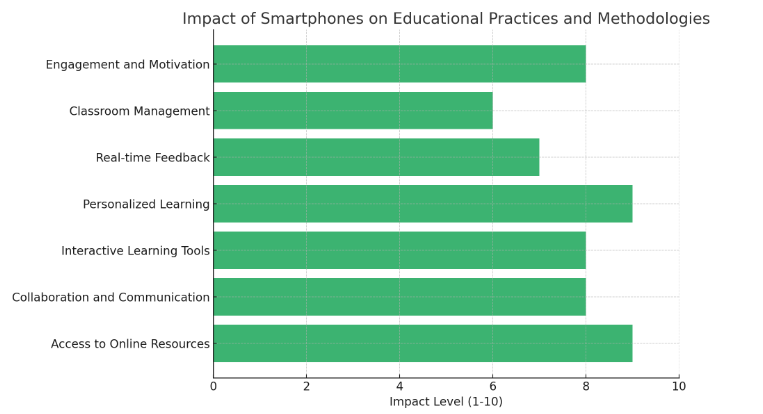 Impact of Smartphones on Educational Practices and Methodologies
Engagement and Motivation
Classroom Management
Real-time Feedback
Personalized Learning
Interactive Learning Tools
Collaboration and Communication
Access to Online Resources
0 2 4 6 8 10
Impact Level (1-10)